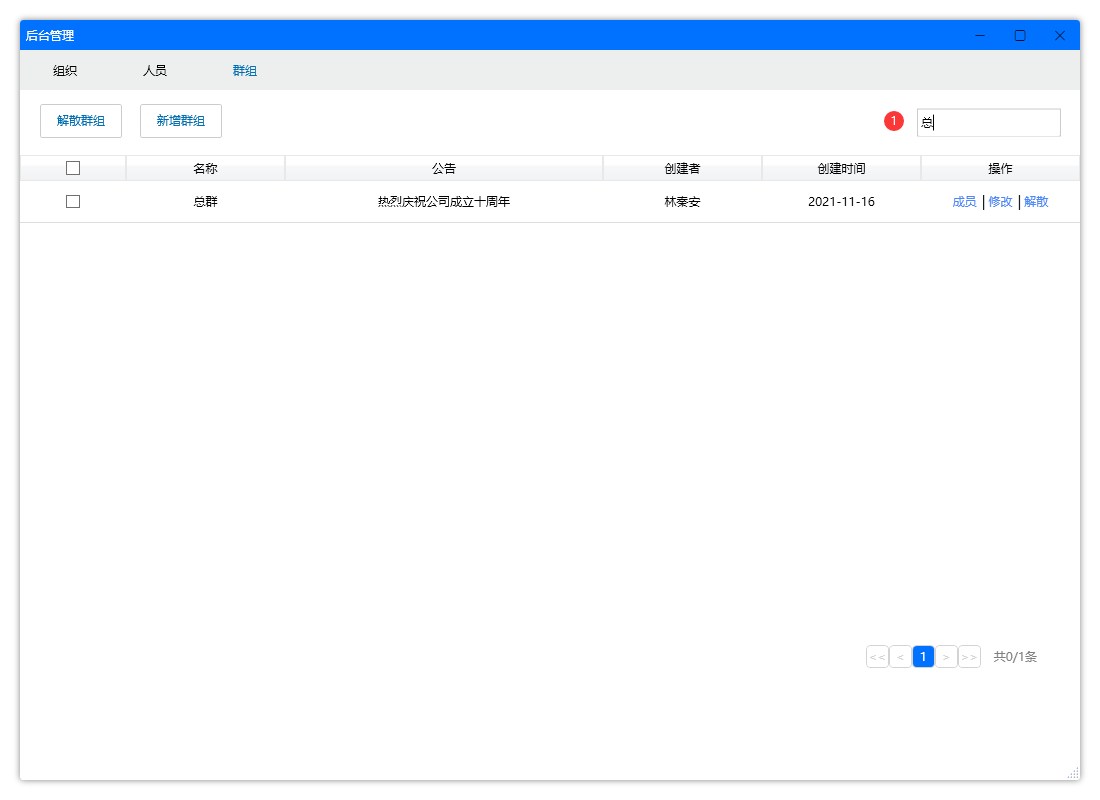 后台管理
组织 人员 群组
解散群组 新增群组 1 总
名称 公告 创建者 创建时间 操作
总群 热烈庆祝公司成立十周年 林秦安 2021-11-16 成员 | 修改 | 解散
<< < 1 > >> 共0/1条